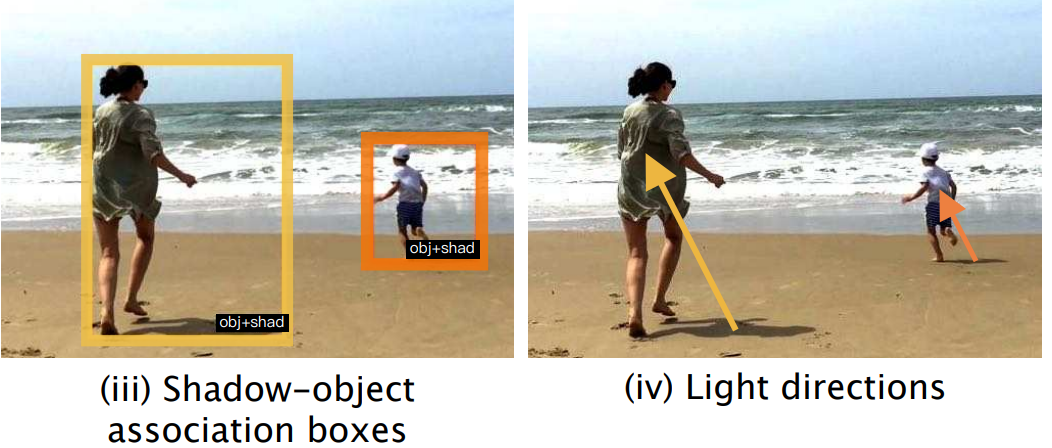 obj+shad
obj+shad
(iii) Shadow-object
association boxes
(iv) Light directions